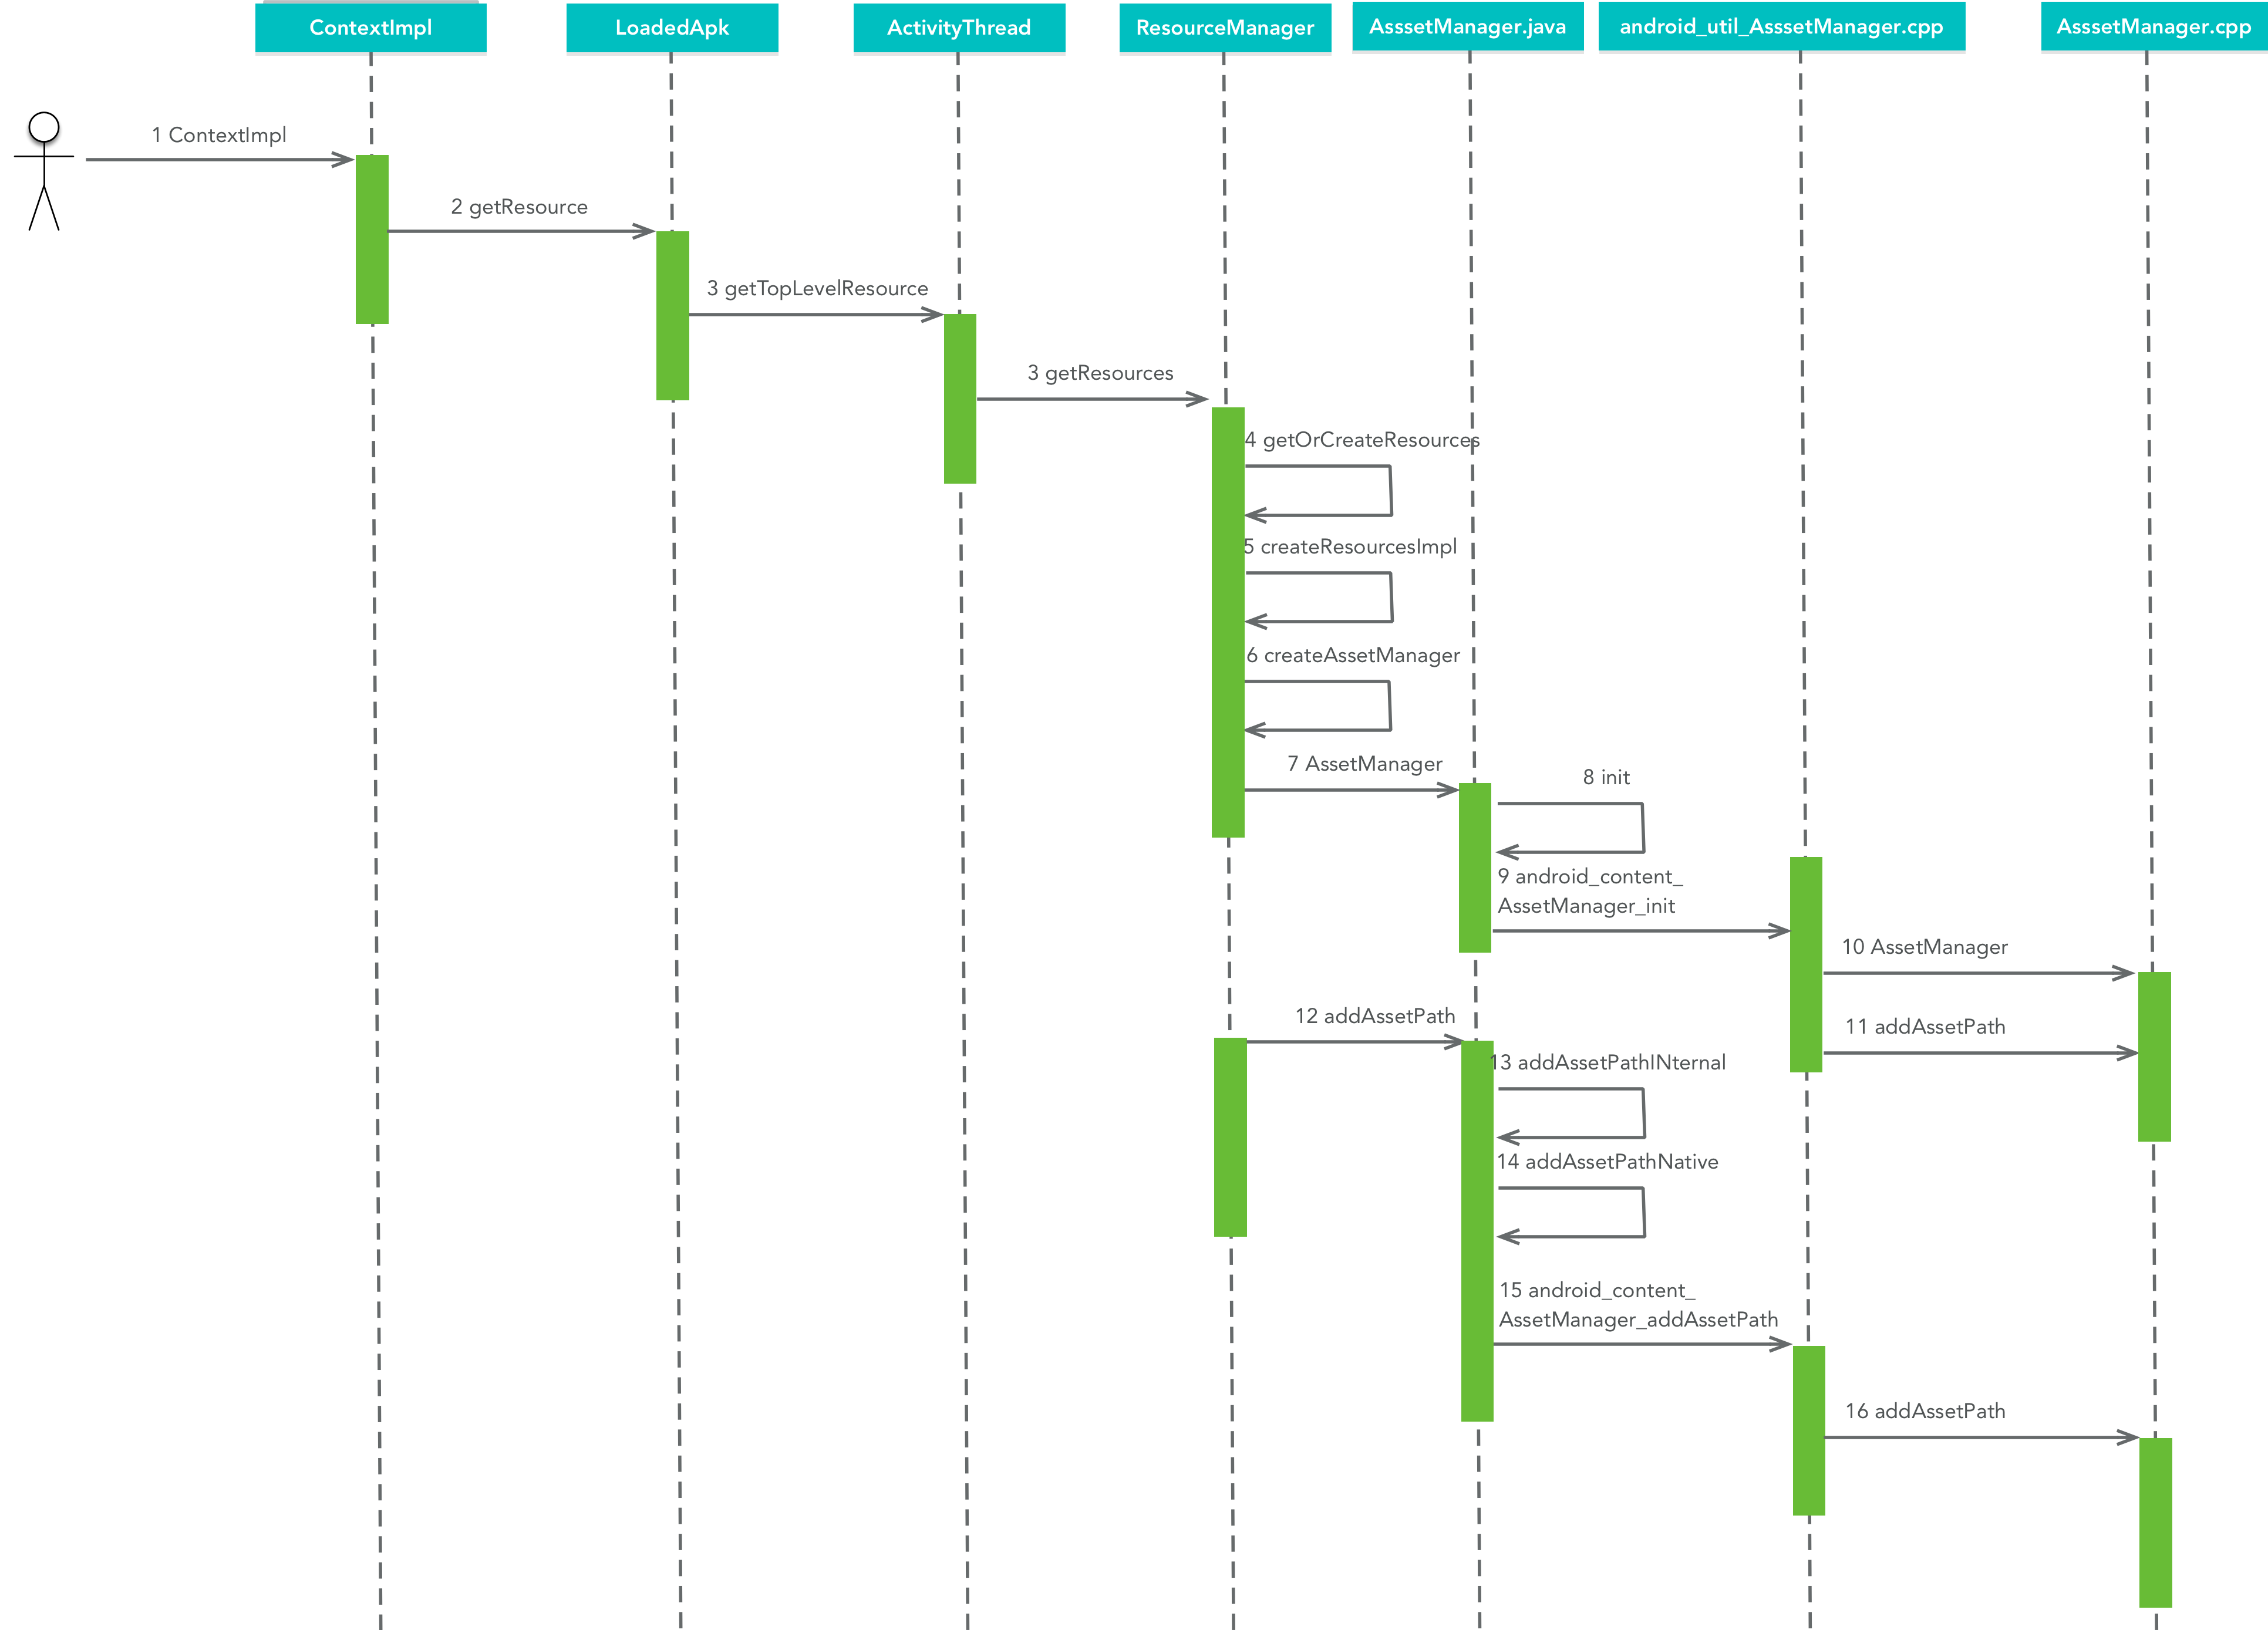 ContextImpl
LoadedApk
ActivityThread
ResourceManager
AsssetManager.java
android_util_AsssetManager.cpp
AsssetManager.cpp
1 ContextImpl
2 getResource
3 getTopLevelResource
3 getResources
4 getOrCreateResources
5 createResourcesImpl
6 createAssetManager
7 AssetManager
8 init
9 android_content_
AssetManager_init
10 AssetManager
12 addAssetPath
11 addAssetPath
13 addAssetPathINternal
14 addAssetPathNative
15 android_content_
AssetManager_addAssetPath
16 addAssetPath